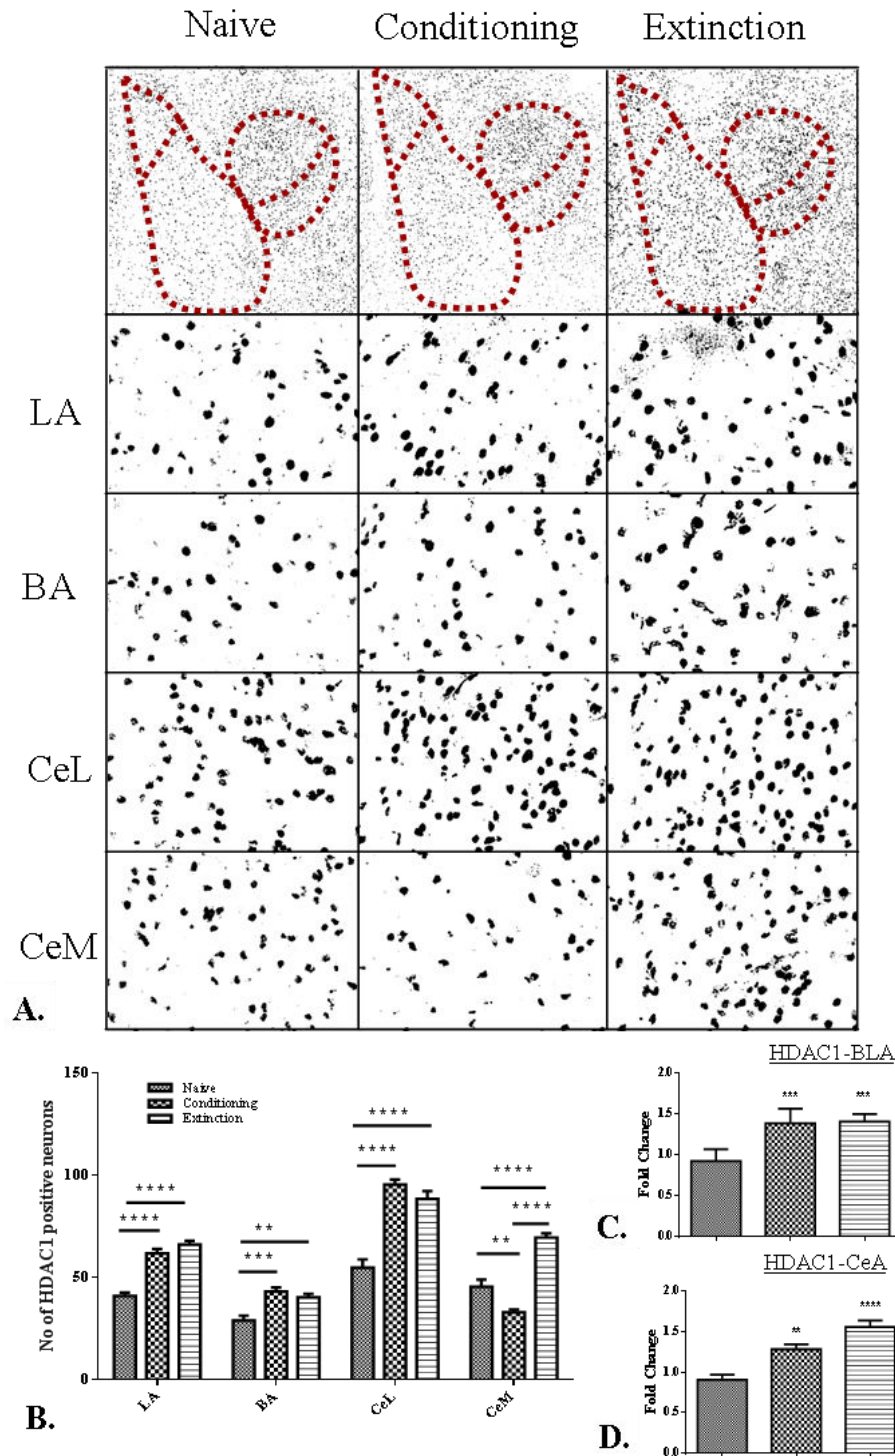 Naive Conditioning Extinction
LA
BA
CeL
CeM
A.
150
100
50
0
No of HDAC1 positive neurons
Naive
Conditioning
Extinction
****
****
**
***
****
****
****
****
**
LA BA CeL CeM
B.
HDAC1-BLA
2.0
1.5
1.0
0.5
0.0
Fold Change
*** ***
C.
HDAC1-CeA
2.0
1.5
1.0
0.5
0.0
Fold Change
** ****
D.